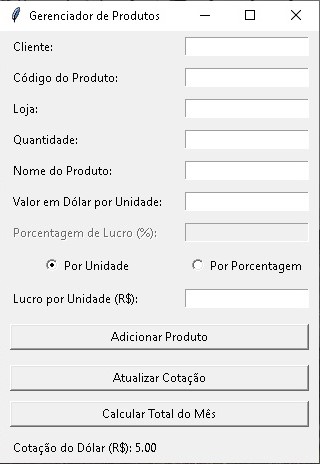 Gerenciador de Produtos
Cliente:
Código do Produto:
Loja:
Quantidade:
Nome do Produto:
Valor em Dólar por Unidade:
Porcentagem de Lucro (%):
Por Unidade Por Porcentagem
Lucro por Unidade (R$):
Adicionar Produto
Atualizar Cotação
Calcular Total do Mês
Cotação do Dólar (R$): 5.00